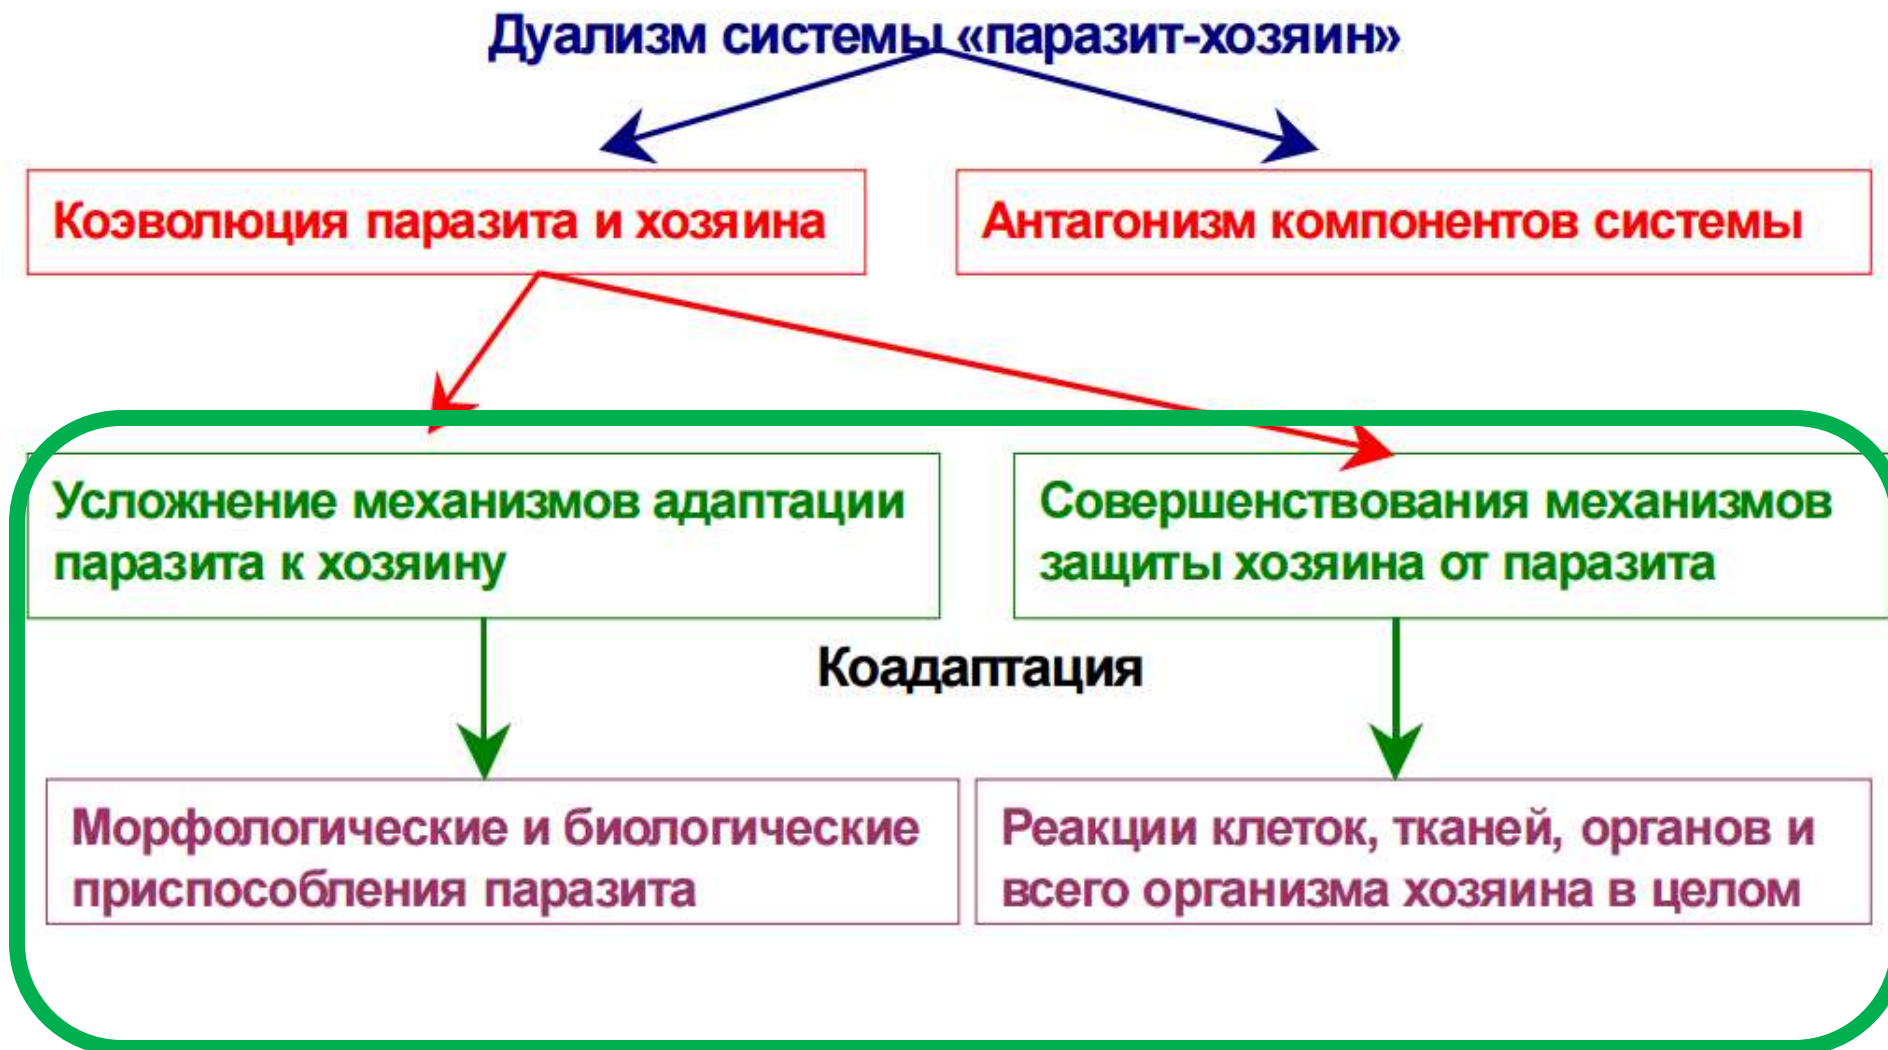 Дуализм системы «паразит-хозяин»
Коэволюция паразита и хозяина
Антагонизм компонентов системы
Усложнение механизмов адаптации
паразита к хозяину
Совершенствования механизмов
защиты хозяина от паразита
Коадаптация
Морфологические и биологические
приспособления паразита
Реакции клеток, тканей, органов и
всего организма хозяина в целом